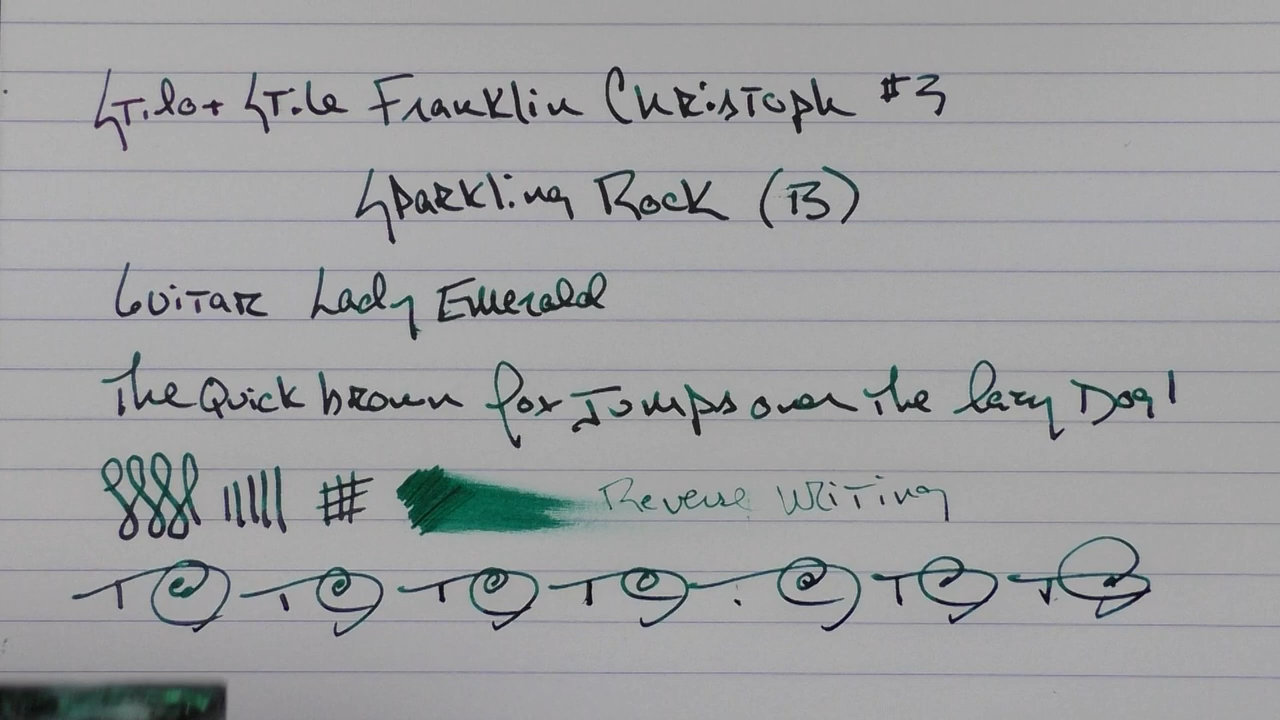 Stilo + Stile Franklin Christoph #3
Sparkling Rock (B)
Guitar Lady Emerald
The Quick brown fox Jumps over The lazy Dog!
Reverse Writing